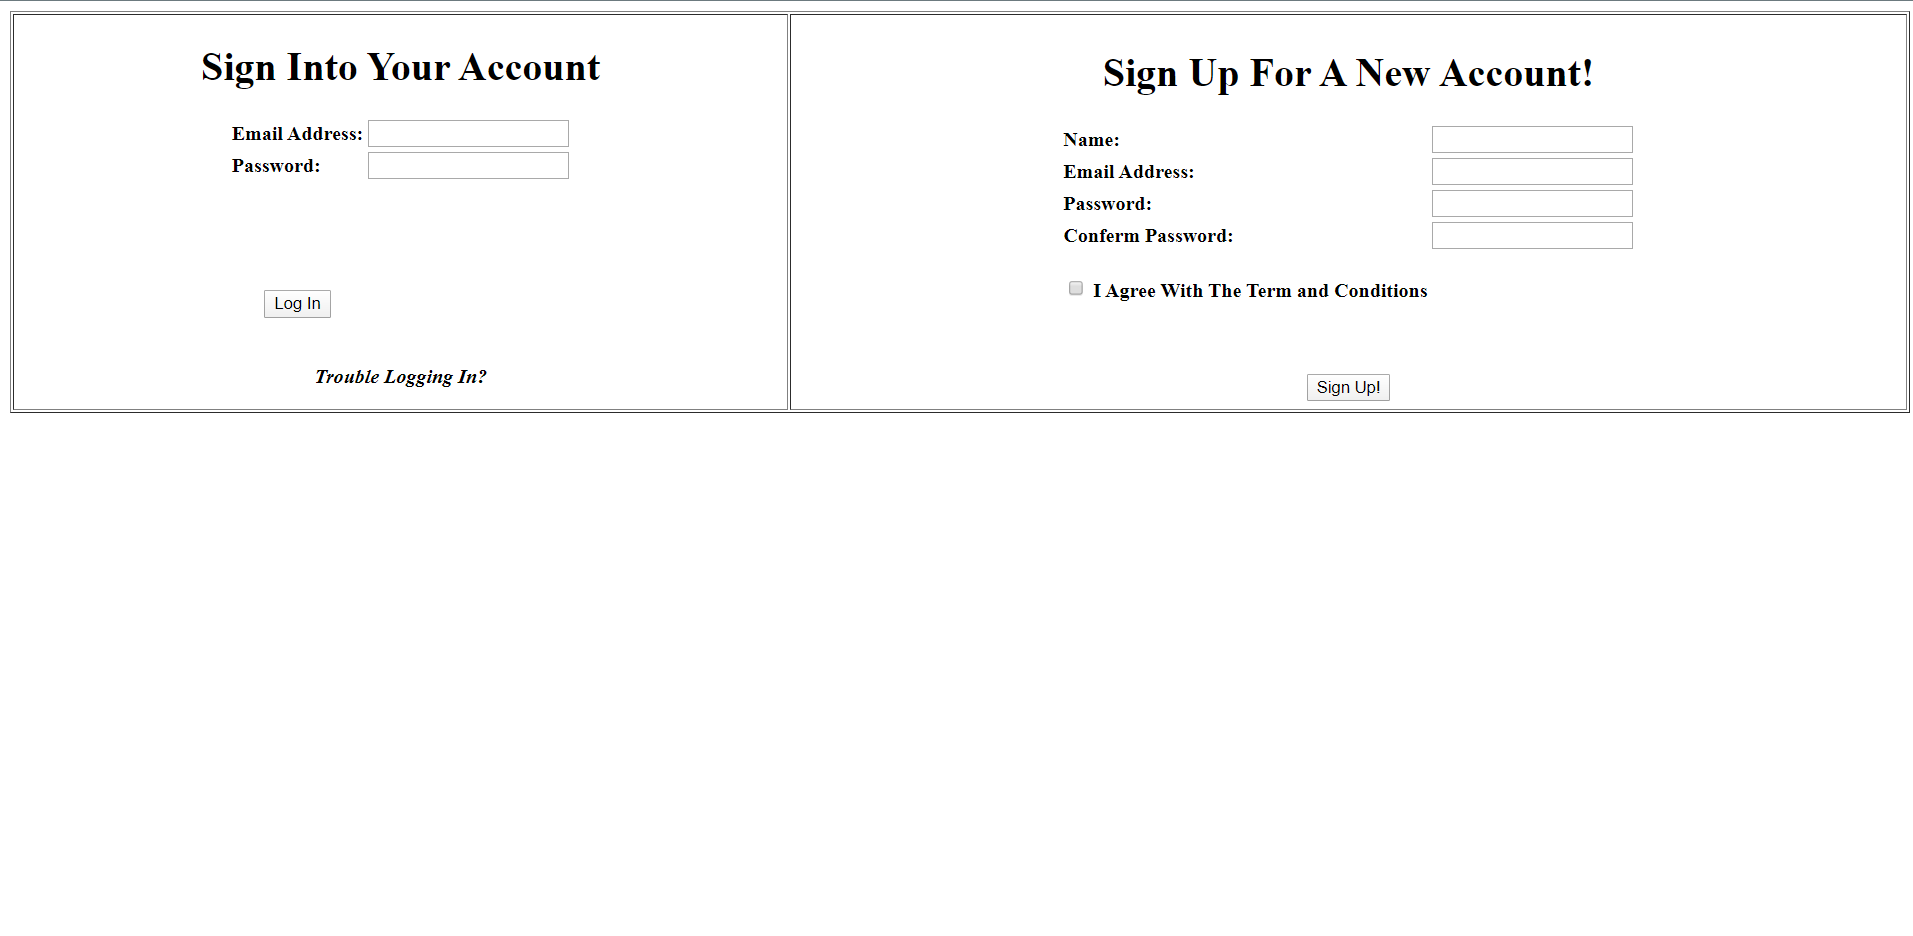 Sign Into Your Account
Email Address:
Password:
Log In
Trouble Logging In?
Sign Up For A New Account!
Name:
Email Address:
Password:
Conferm Password:
I Agree With The Term and Conditions
Sign Up!